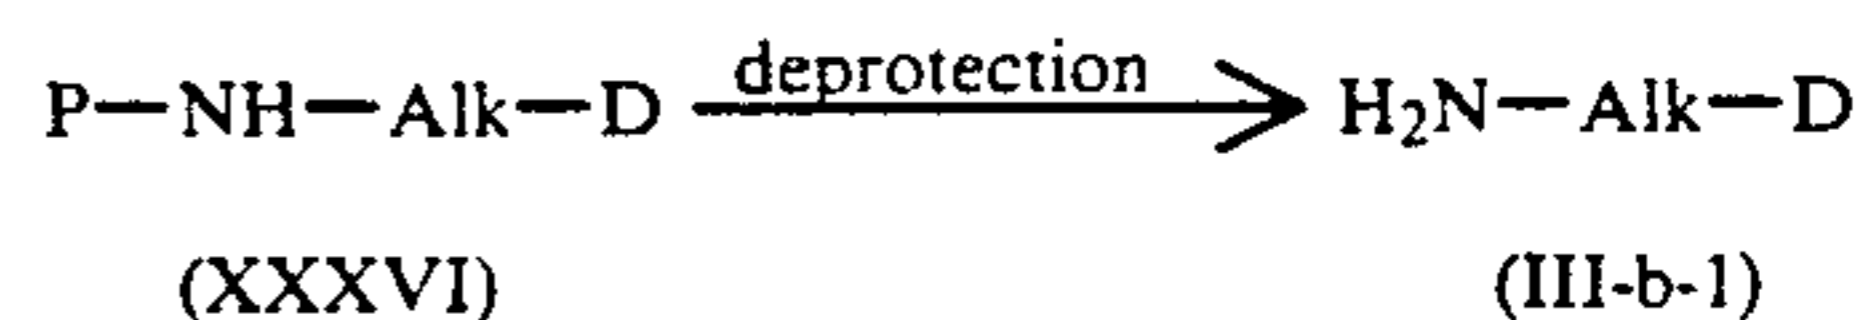 deprotection
P—NH—Alk—D H₂N—Alk—D
(XXXVI) (III-b-1)